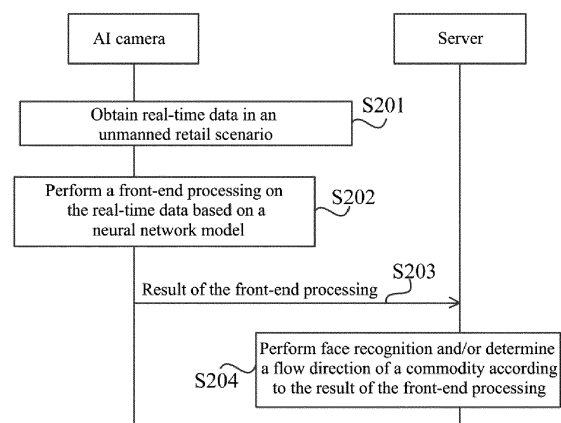 AI camera
Server
Obtain real-time data in an
unmanned retail scenario
S201
Perform a front-end processing on
the real-time data based on a
neural network model
S202
Result of the front-end processing
S203
Perform face recognition and/or determine
a flow direction of a commodity according
to the result of the front-end processing
S204